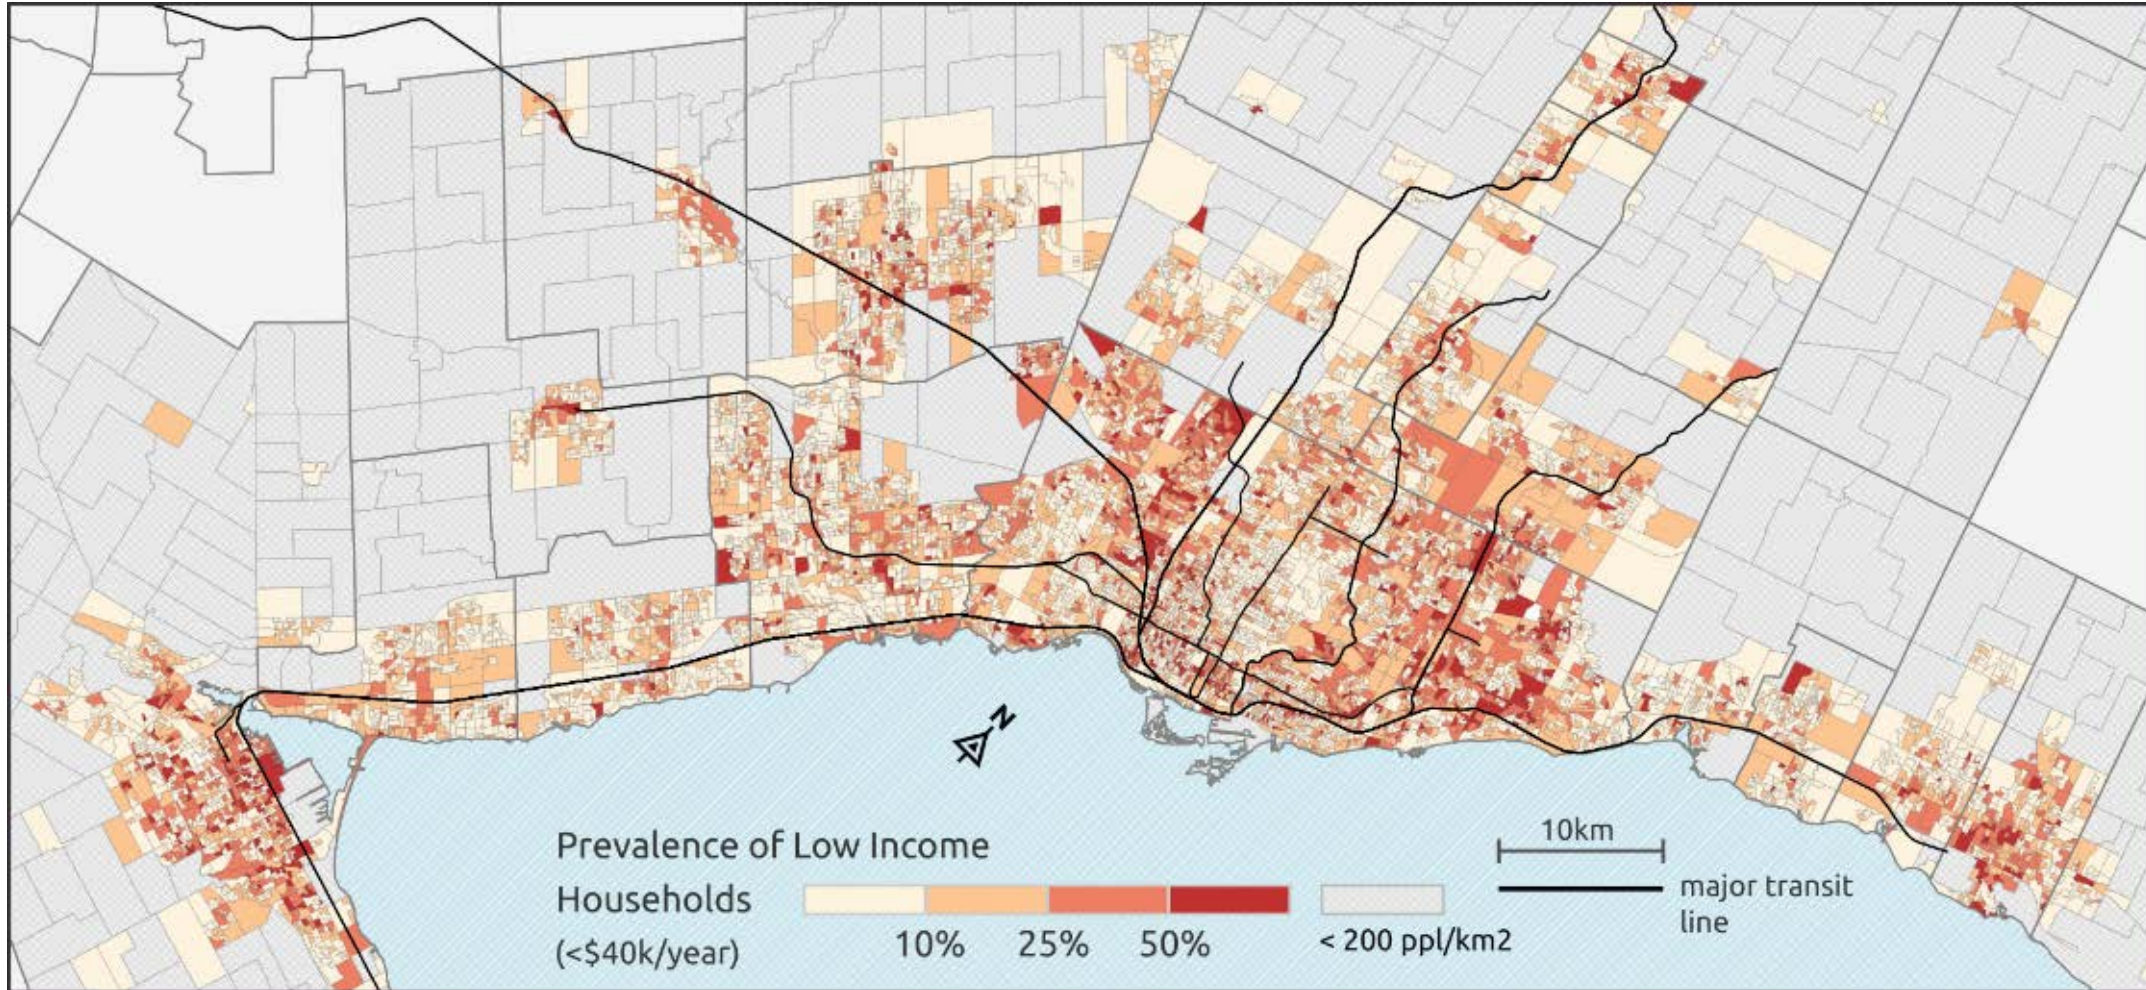 N
Prevalence of Low Income
Households
(<$40k/year)
10% 25% 50%
< 200 ppl/km2
10km
major transit
line